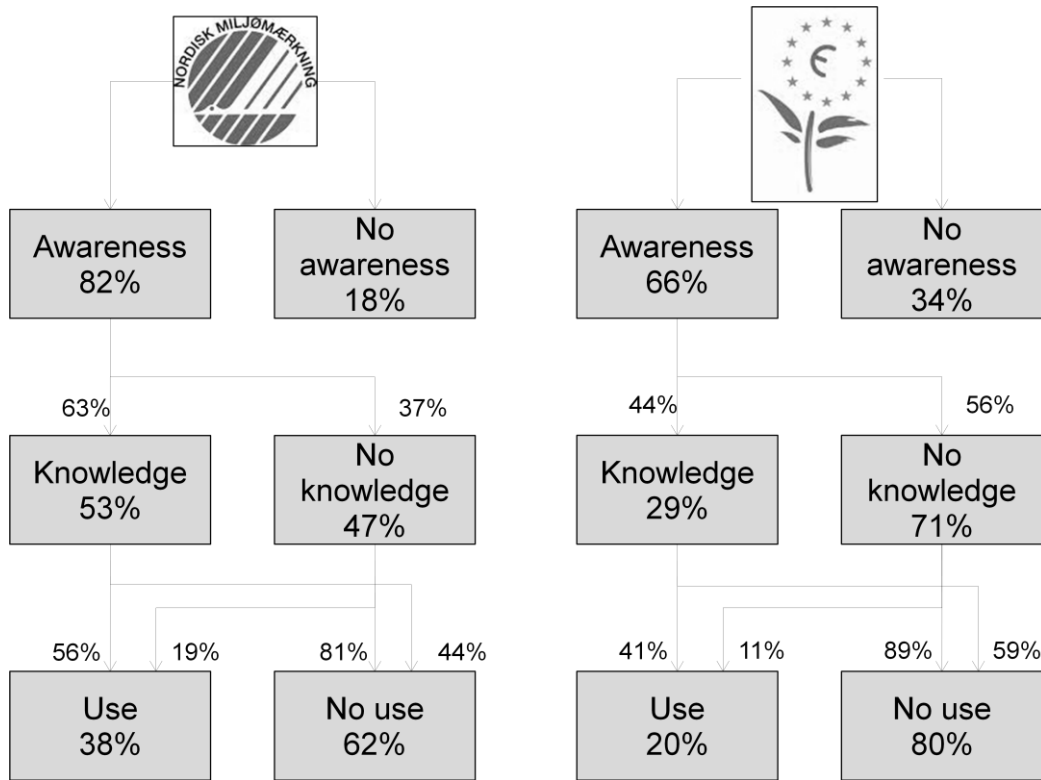 NORDISK MILJØMÆRKNING
Є
Awareness
82%
No
awareness
18%
Awareness
66%
No
awareness
34%
63%
37%
44%
56%
Knowledge
53%
No
knowledge
47%
Knowledge
29%
No
knowledge
71%
56%
19%
81%
44%
41%
11%
89%
59%
Use
38%
No use
62%
Use
20%
No use
80%